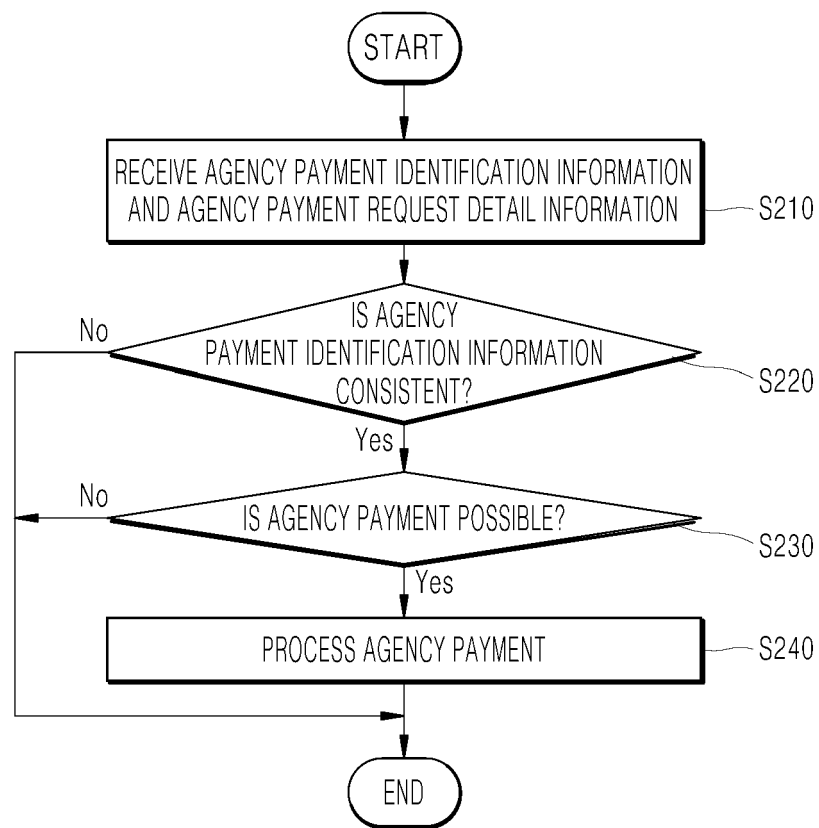 START
RECEIVE AGENCY PAYMENT IDENTIFICATION INFORMATION
AND AGENCY PAYMENT REQUEST DETAIL INFORMATION
S210
No
IS AGENCY
PAYMENT IDENTIFICATION INFORMATION
CONSISTENT?
S220
Yes
No
IS AGENCY PAYMENT POSSIBLE?
S230
Yes
PROCESS AGENCY PAYMENT
S240
END